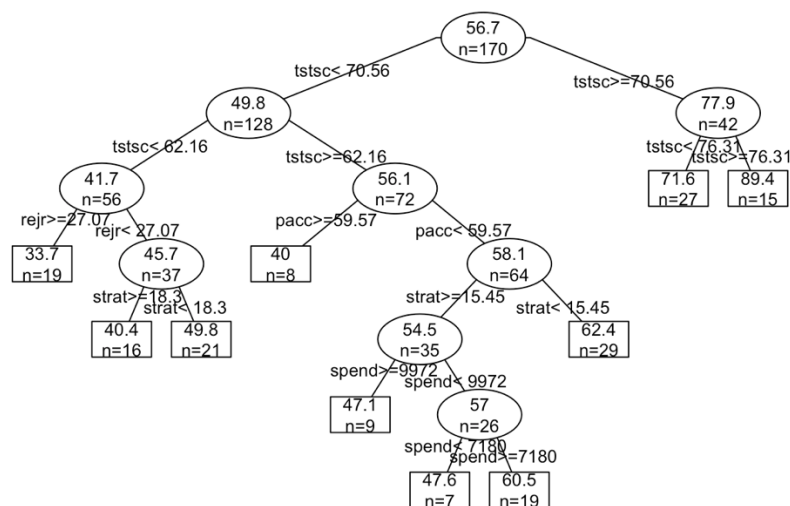 56.7
n=170
tstsc< 70.56
tstsc>=70.56
49.8
n=128
77.9
n=42
tstsc< 62.16
tstsc>=62.16
tstsc< 76.31
tstsc>=76.31
41.7
n=56
56.1
n=72
71.6
n=27
89.4
n=15
rejr>=27.07
rejr< 27.07
pacc>=59.57
pacc< 59.57
33.7
n=19
45.7
n=37
40
n=8
58.1
n=64
strat>=18.3
strat< 18.3
strat>=15.45
strat< 15.45
40.4
n=16
49.8
n=21
54.5
n=35
62.4
n=29
spend>=9972
spend< 9972
47.1
n=9
57
n=26
spend< 7180
spend>=7180
47.6
n=7
60.5
n=19